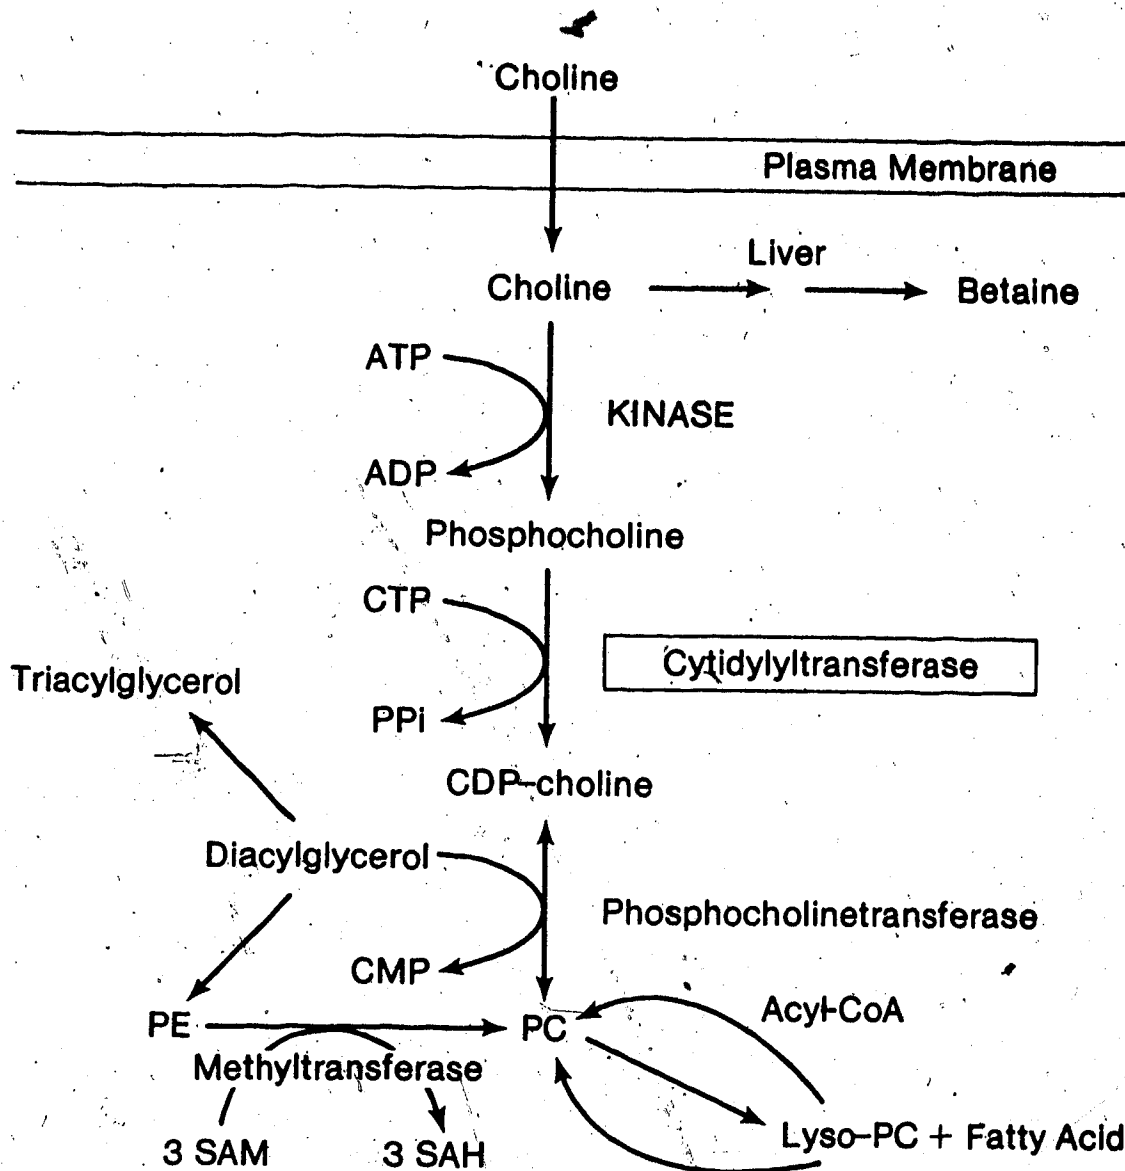 Choline
Plasma Membrane
Liver
Choline
Betaine
ATP
KINASE
ADP
Phosphocholine
CTP
Cytidylyltransferase
Triacylglycerol
PPi
CDP-choline
Diacylglycerol
Phosphocholinetransferase
CMP
Acyl-CoA
PE
PC
Methyltransferase
Lyso-PC + Fatty Acid
3 SAM
3 SAH